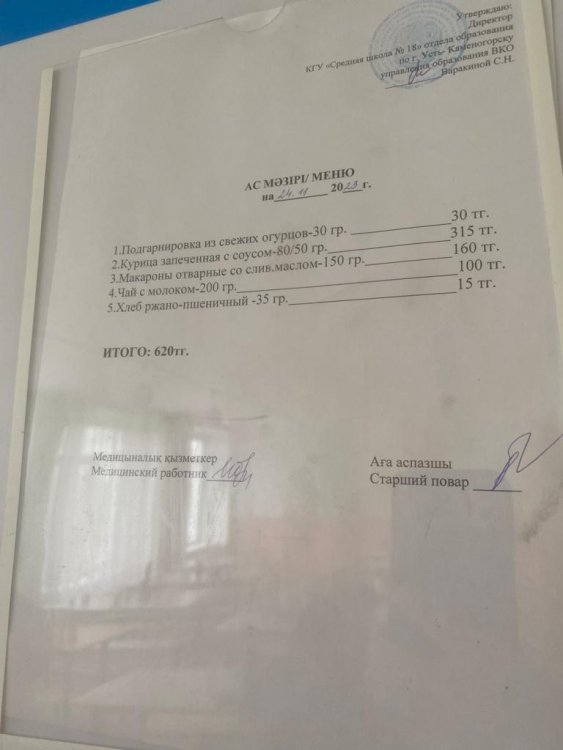 Утверждаю:
Директор
КГУ «Средняя школа № 18» отдела образования
по г. Усть- Каменогорску
управления образования ВКО
Варакиной С.Н.
АС МӘЗІРІ/ МЕНЮ
на 24.11 2023 г.
1.Подгарнировка из свежих огурцов-30 гр. 30 тг.
2.Курица запеченная с соусом-80/50 гр. 315 тг.
3.Макароны отварные со слив.маслом-150 гр. 160 тг.
4.Чай с молоком-200 гр. 100 тг.
5.Хлеб ржано-пшеничный -35 гр. 15 тг.
ИТОГО: 620тг.
Медициналық қызметкер
Медицинский работник
Аға аспазшы
Старший повар